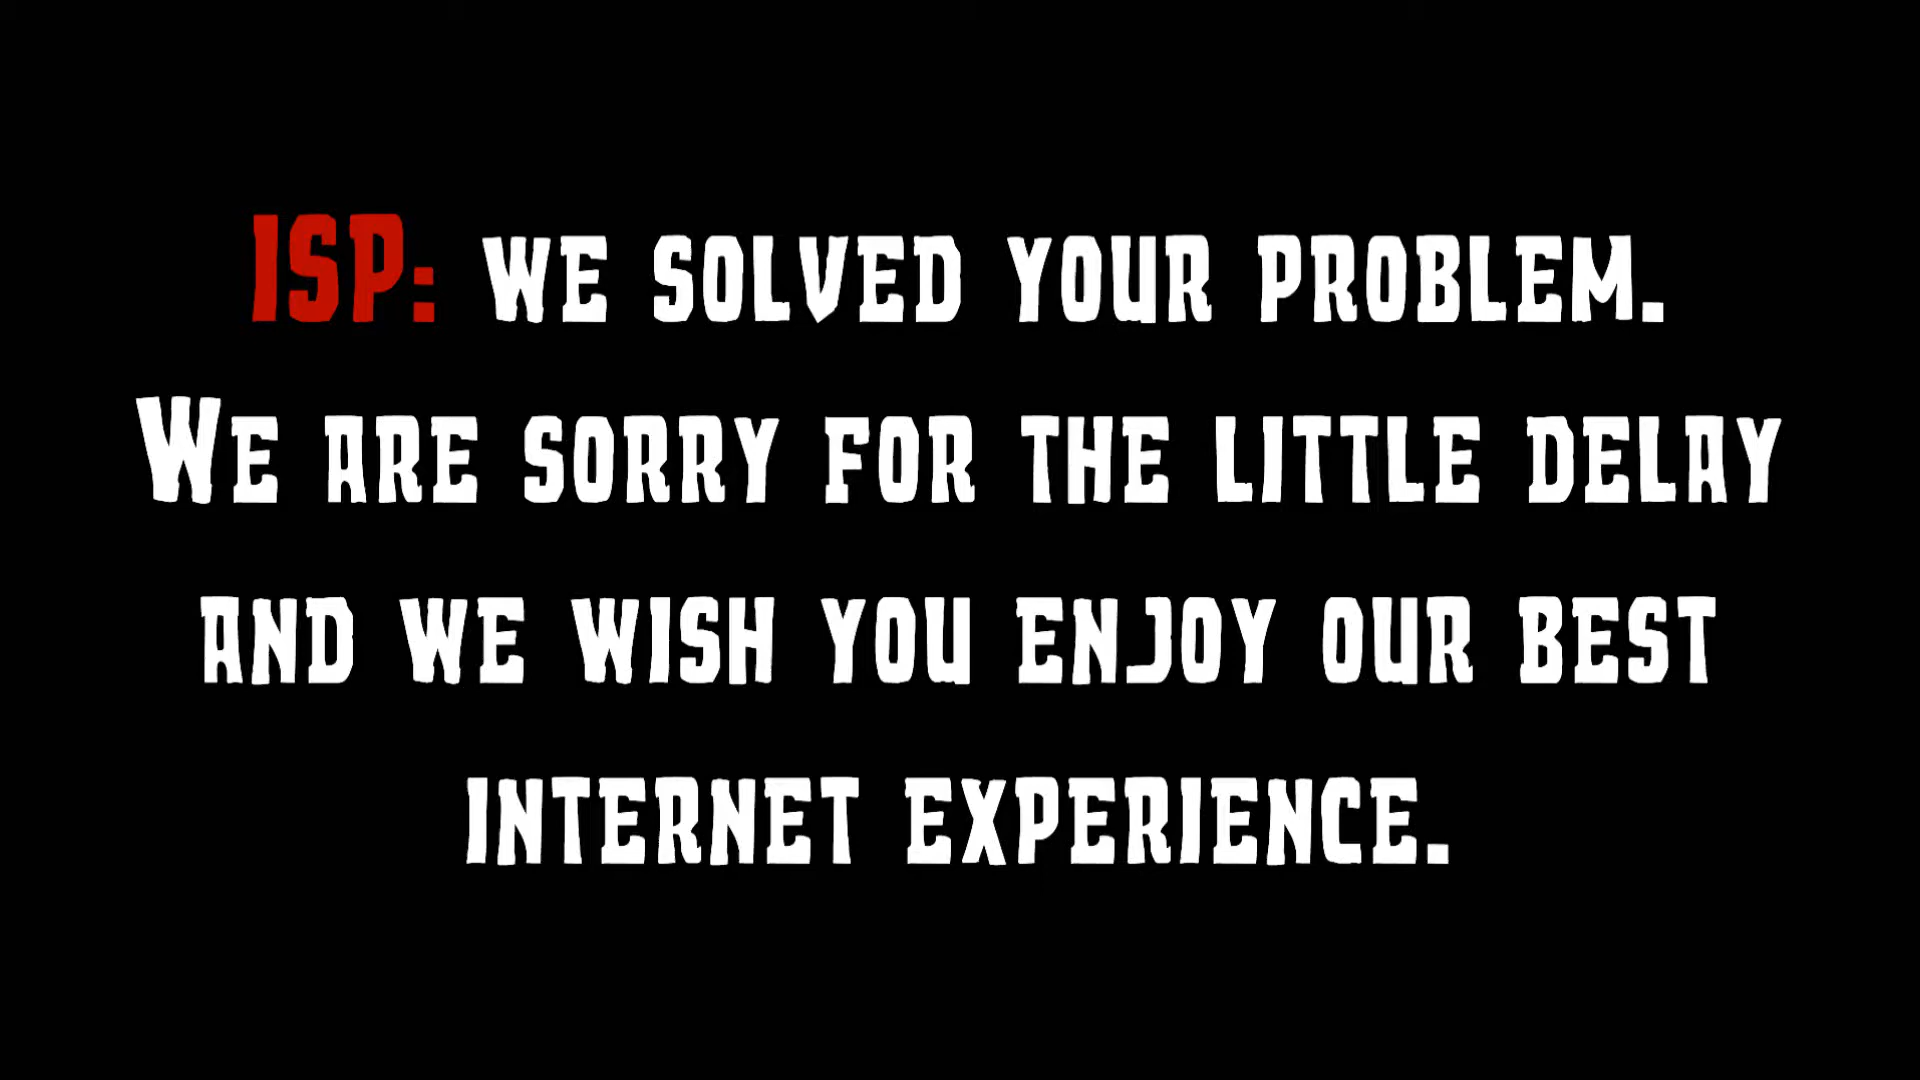 ISP: we solved your problem.
We are sorry for the little delay
and we wish you enjoy our best
internet experience.